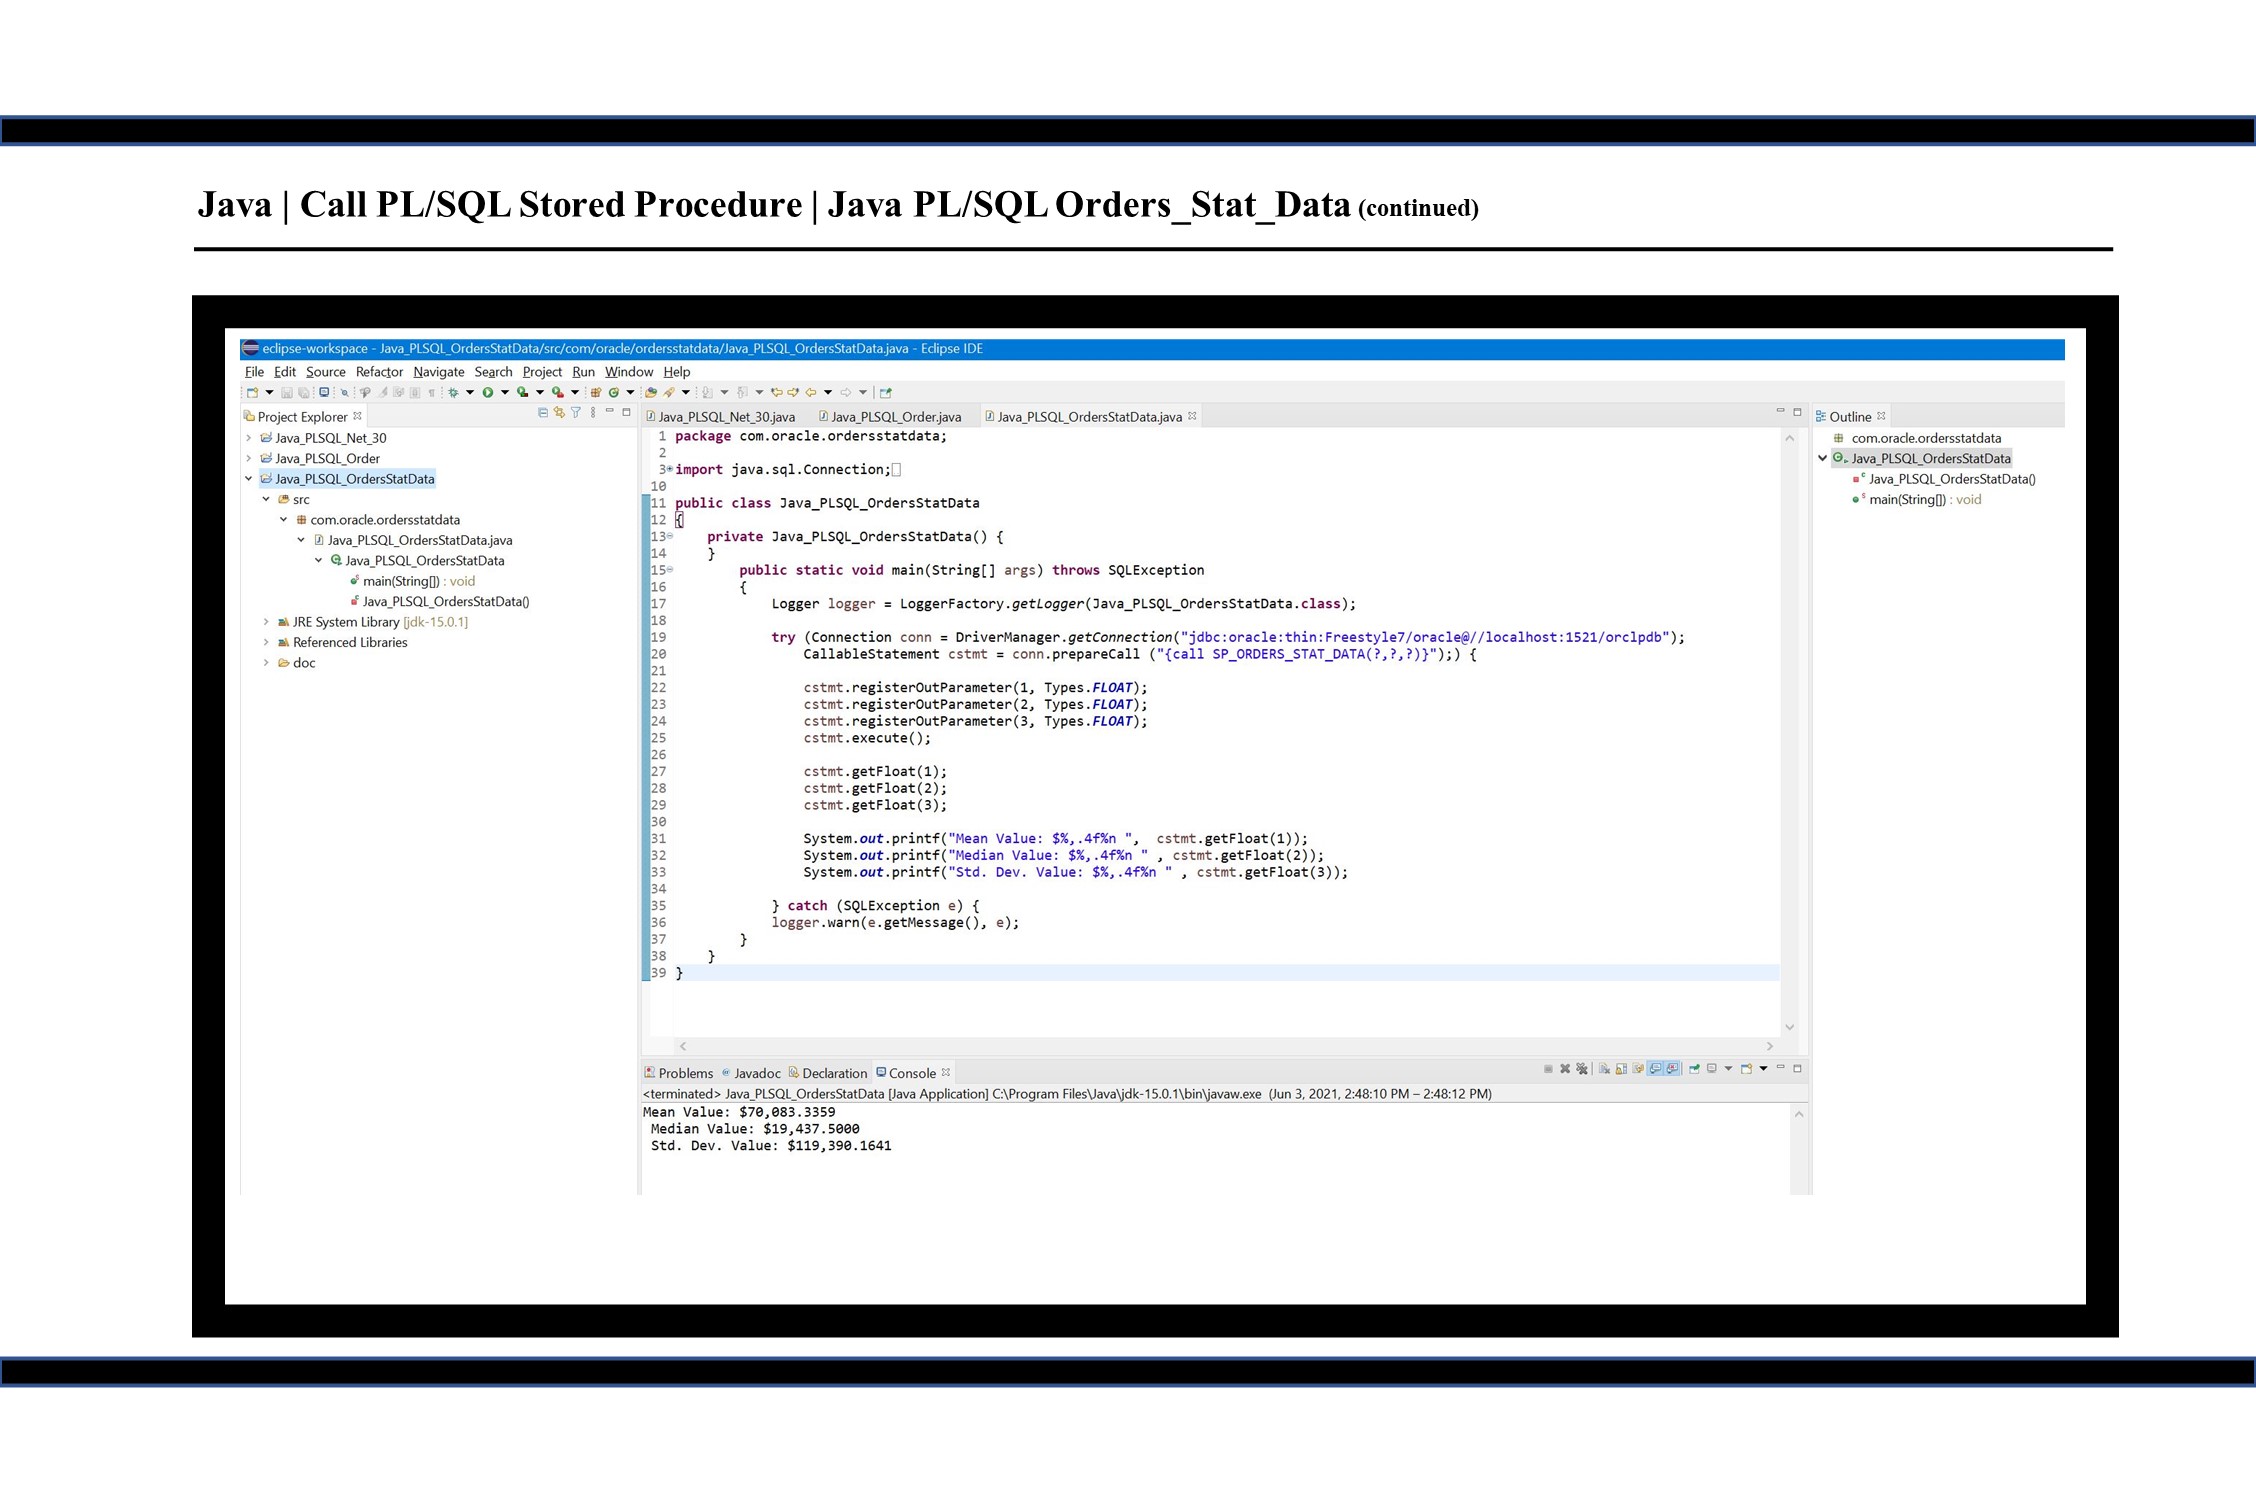 Java | Call PL/SQL Stored Procedure | Java PL/SQL Orders_Stat_Data (continued)
eclipse-workspace - Java_PLSQL_OrdersStatData/src/com/oracle/ordersstatdata/Java_PLSQL_OrdersStatData.java - Eclipse IDE
File Edit Source Refactor Navigate Search Project Run Window Help
Project Explorer
Java_PLSQL_Net_30
Java_PLSQL_Order
Java_PLSQL_OrdersStatData
src
com.oracle.ordersstatdata
Java_PLSQL_OrdersStatData.java
Java_PLSQL_OrdersStatData
main(String[]) : void
Java_PLSQL_OrdersStatData()
JRE System Library [jdk-15.0.1]
Referenced Libraries
doc
Java_PLSQL_Net_30.java Java_PLSQL_Order.java Java_PLSQL_OrdersStatData.java
1 package com.oracle.ordersstatdata;
2
3 import java.sql.Connection;
10
11 public class Java_PLSQL_OrdersStatData
12 {
13 private Java_PLSQL_OrdersStatData() {
14 }
15 public static void main(String[] args) throws SQLException
16 {
17 Logger logger = LoggerFactory.getLogger(Java_PLSQL_OrdersStatData.class);
18
19 try (Connection conn = DriverManager.getConnection("jdbc:oracle:thin:Freestyle7/oracle@//localhost:1521/orclpdb");
20 CallableStatement cstmt = conn.prepareCall ("{call SP_ORDERS_STAT_DATA(?,?,?)}");) {
21
22 cstmt.registerOutParameter(1, Types.FLOAT);
23 cstmt.registerOutParameter(2, Types.FLOAT);
24 cstmt.registerOutParameter(3, Types.FLOAT);
25 cstmt.execute();
26
27 cstmt.getFloat(1);
28 cstmt.getFloat(2);
29 cstmt.getFloat(3);
30
31 System.out.printf("Mean Value: $%,.4f%n ", cstmt.getFloat(1));
32 System.out.printf("Median Value: $%,.4f%n " , cstmt.getFloat(2));
33 System.out.printf("Std. Dev. Value: $%,.4f%n " , cstmt.getFloat(3));
34
35 } catch (SQLException e) {
36 logger.warn(e.getMessage(), e);
37 }
38 }
39 }
Outline
com.oracle.ordersstatdata
Java_PLSQL_OrdersStatData
Java_PLSQL_OrdersStatData()
main(String[]) : void
Problems Javadoc Declaration Console
<terminated> Java_PLSQL_OrdersStatData [Java Application] C:\Program Files\Java\jdk-15.0.1\bin\javaw.exe (Jun 3, 2021, 2:48:10 PM – 2:48:12 PM)
Mean Value: $70,083.3359
Median Value: $19,437.5000
Std. Dev. Value: $119,390.1641